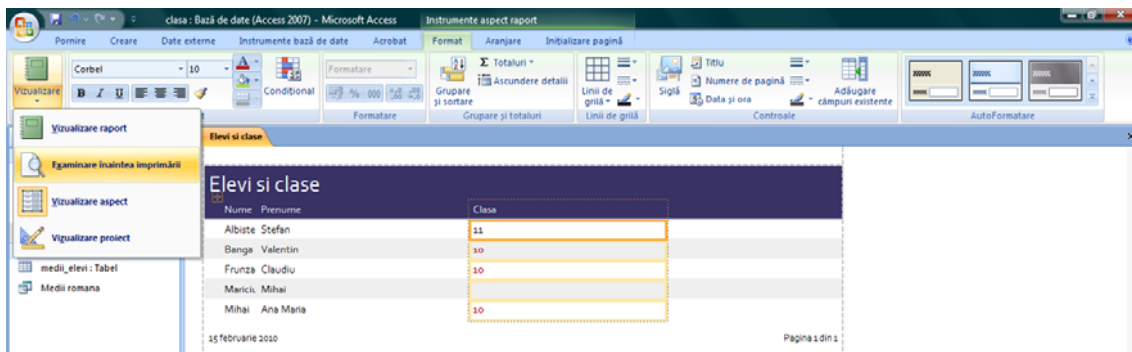 clasa : Bază de date (Access 2007) - Microsoft Access Instrumente aspect raport
Pornire Creare Date externe Instrumente bază de date Acrobat Format Aranjare Inițializare pagină
Vizualizare
Corbel 10
B I U
Condițional
Formatare
% 000
Formatare
Grupare și sortare
Σ Totaluri
Ascundere detalii
Grupare și totaluri
Linii de grilă
Linii de grilă
Siglă
Titlu
Numere de pagină
Data și ora
Adăugare câmpuri existente
Controale
AutoFormatare
Vizualizare raport
Examinare înaintea imprimării
Vizualizare aspect
Vizualizare proiect
medii_elevi : Tabel
Medii romana
Elevi si clase
Elevi si clase
Nume Prenume Clasa
Albiste Stefan 11
Banga Valentin 10
Frunza Claudiu 10
Mariciu Mihai
Mihai Ana Maria 10
15 februarie 2010 Pagina 1 din 1